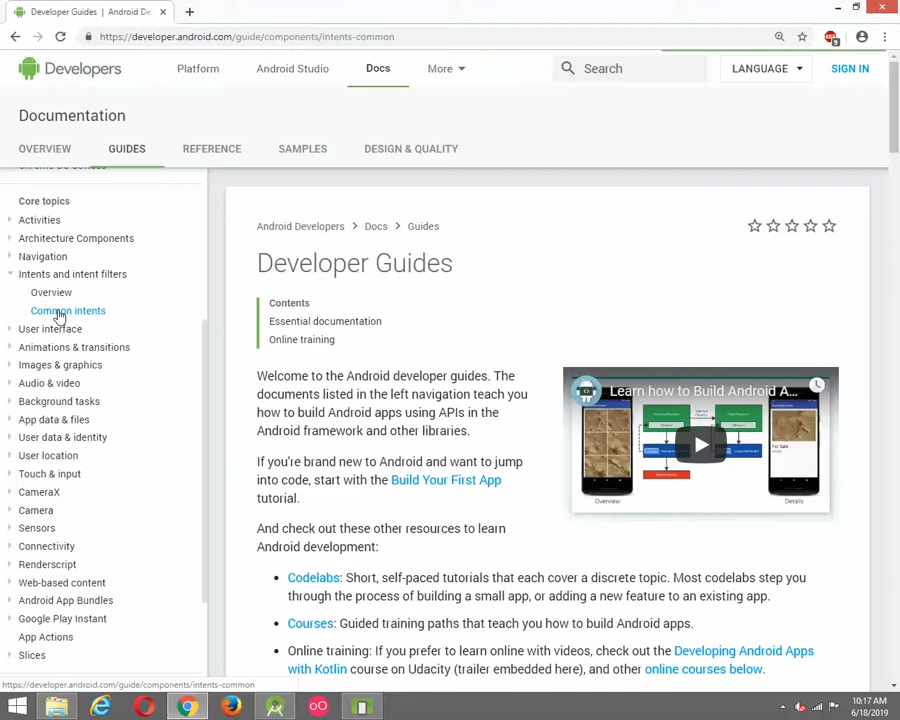 Developer Guides | Android De
https://developer.android.com/guide/components/intents-common
Developers
Platform
Android Studio
Docs
More
Search
LANGUAGE
SIGN IN
Documentation
OVERVIEW
GUIDES
REFERENCE
SAMPLES
DESIGN & QUALITY
Chrome OS devices
Core topics
Activities
Architecture Components
Navigation
Intents and intent filters
Overview
Common intents
User interface
Animations & transitions
Images & graphics
Audio & video
Background tasks
App data & files
User data & identity
User location
Touch & input
CameraX
Camera
Sensors
Connectivity
Renderscript
Web-based content
Android App Bundles
Google Play Instant
App Actions
Slices
Android Developers > Docs > Guides
Developer Guides
Contents
Essential documentation
Online training
Welcome to the Android developer guides. The
documents listed in the left navigation teach you
how to build Android apps using APIs in the
Android framework and other libraries.
If you're brand new to Android and want to jump
into code, start with the Build Your First App
tutorial.
And check out these other resources to learn
Android development:
Learn how to Build Android A...
Overview
Details
• Codelabs: Short, self-paced tutorials that each cover a discrete topic. Most codelabs step you
through the process of building a small app, or adding a new feature to an existing app.
• Courses: Guided training paths that teach you how to build Android apps.
• Online training: If you prefer to learn online with videos, check out the Developing Android Apps
with Kotlin course on Udacity (trailer embedded here), and other online courses below.
https://developer.android.com/guide/components/intents-common
10:17 AM
6/18/2019